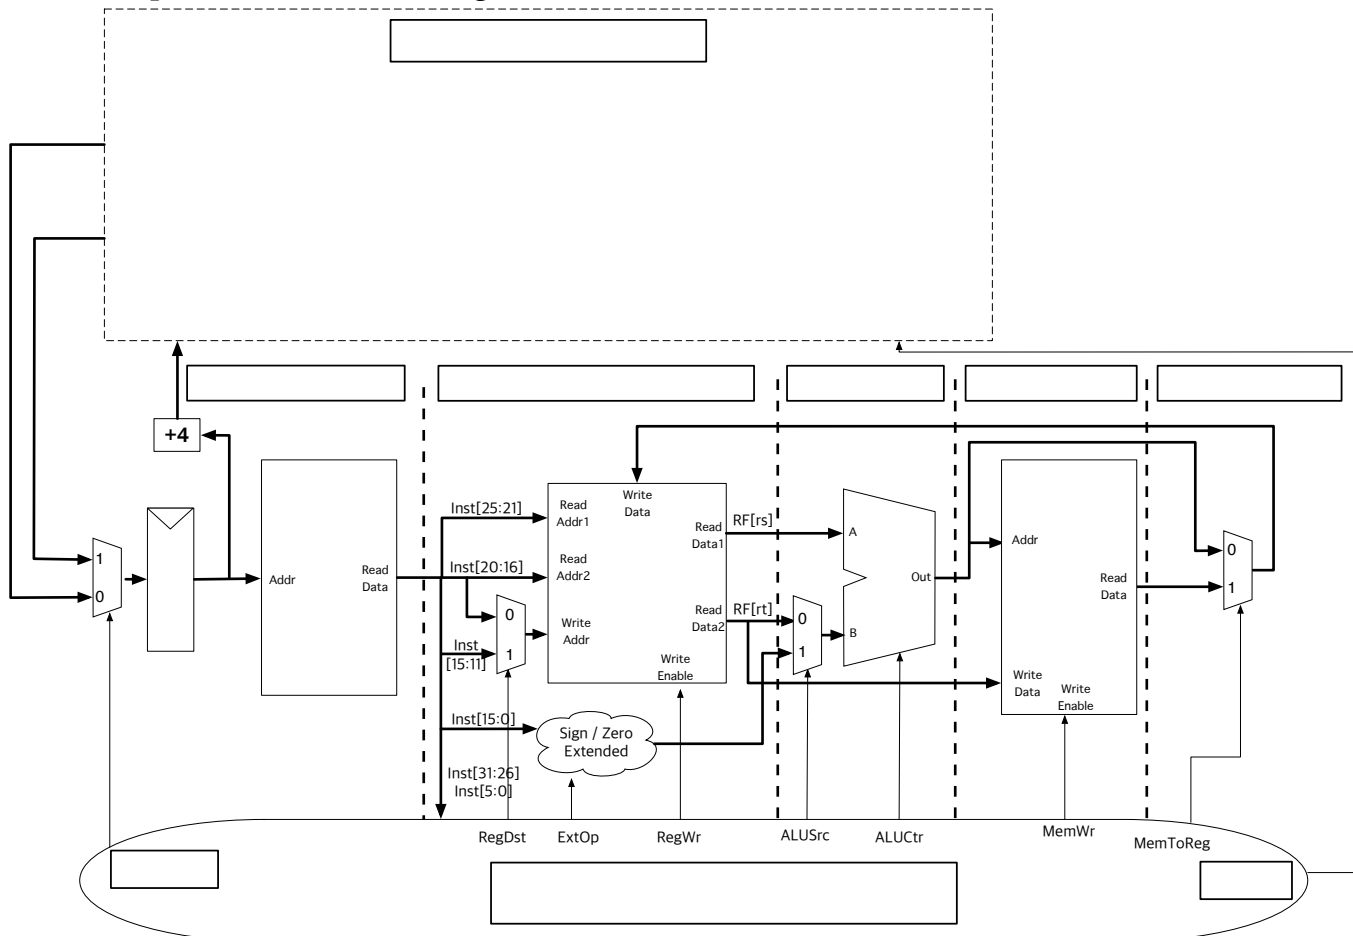 +4
Inst[25:21]
Read
Addr1
Write
Data
Read
Data1
RF[rs]
A
Addr
1
0
Addr
Read
Data
Inst[20:16]
Read
Addr2
Out
Read
Data
0
1
0
1
Write
Addr
Read
Data2
RF[rt]
0
1
B
Inst
[15:11]
Write
Enable
Write
Data
Write
Enable
Inst[15:0]
Sign / Zero
Extended
Inst[31:26]
Inst[5:0]
RegDst
ExtOp
RegWr
ALUSrc
ALUCtr
MemWr
MemToReg